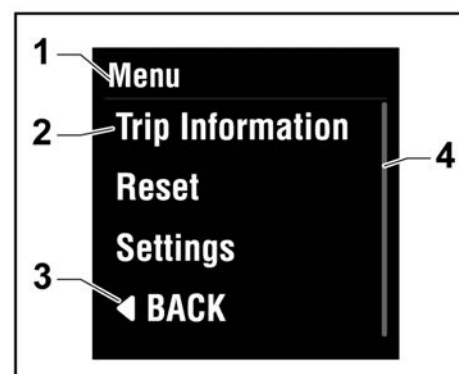 1
Menu
2
Trip Information
4
Reset
Settings
3
◀ BACK